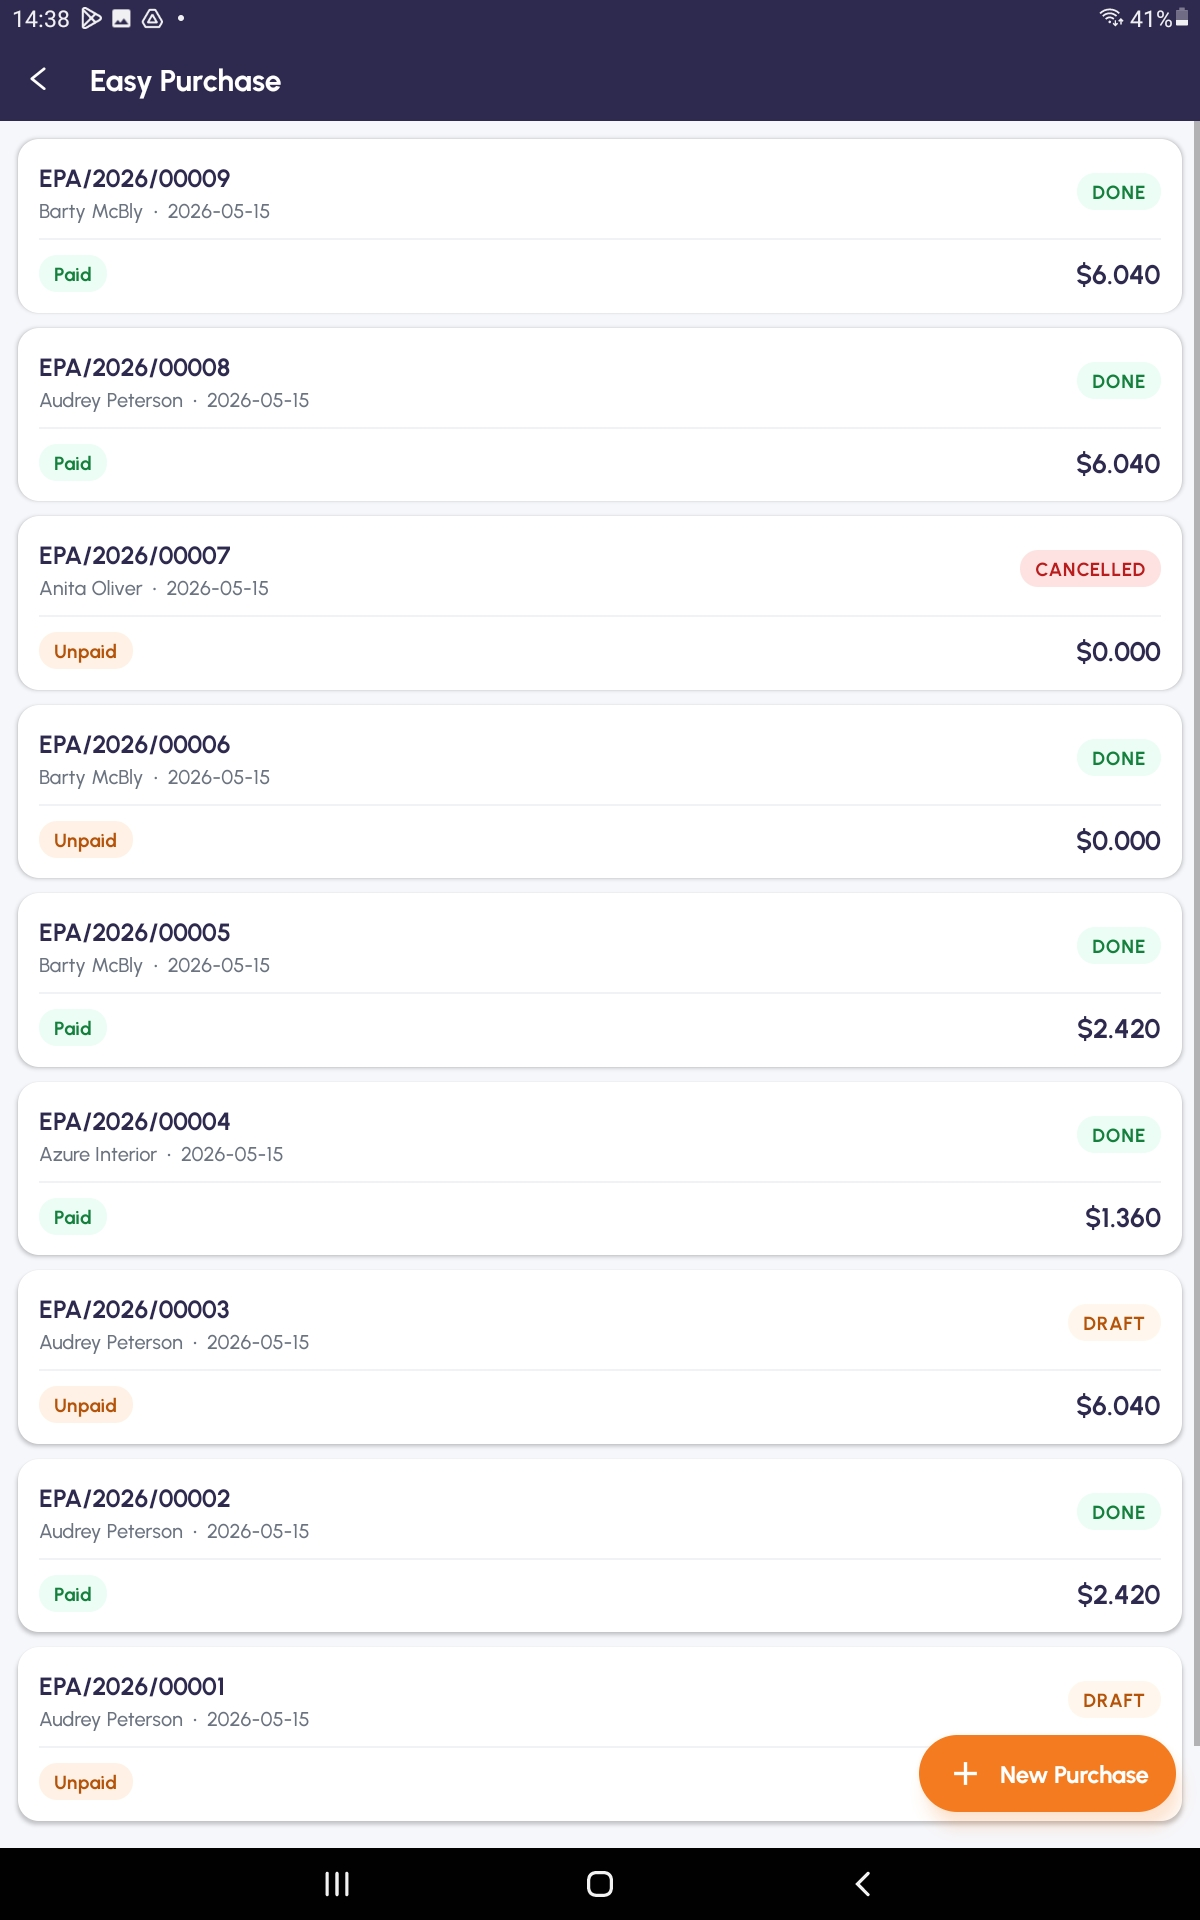 14:38
41%
Easy Purchase
EPA/2026/00009
DONE
Barty McBly · 2026-05-15
Paid
$6.040
EPA/2026/00008
DONE
Audrey Peterson · 2026-05-15
Paid
$6.040
EPA/2026/00007
CANCELLED
Anita Oliver · 2026-05-15
Unpaid
$0.000
EPA/2026/00006
DONE
Barty McBly · 2026-05-15
Unpaid
$0.000
EPA/2026/00005
DONE
Barty McBly · 2026-05-15
Paid
$2.420
EPA/2026/00004
DONE
Azure Interior · 2026-05-15
Paid
$1.360
EPA/2026/00003
DRAFT
Audrey Peterson · 2026-05-15
Unpaid
$6.040
EPA/2026/00002
DONE
Audrey Peterson · 2026-05-15
Paid
$2.420
EPA/2026/00001
DRAFT
Audrey Peterson · 2026-05-15
Unpaid
New Purchase